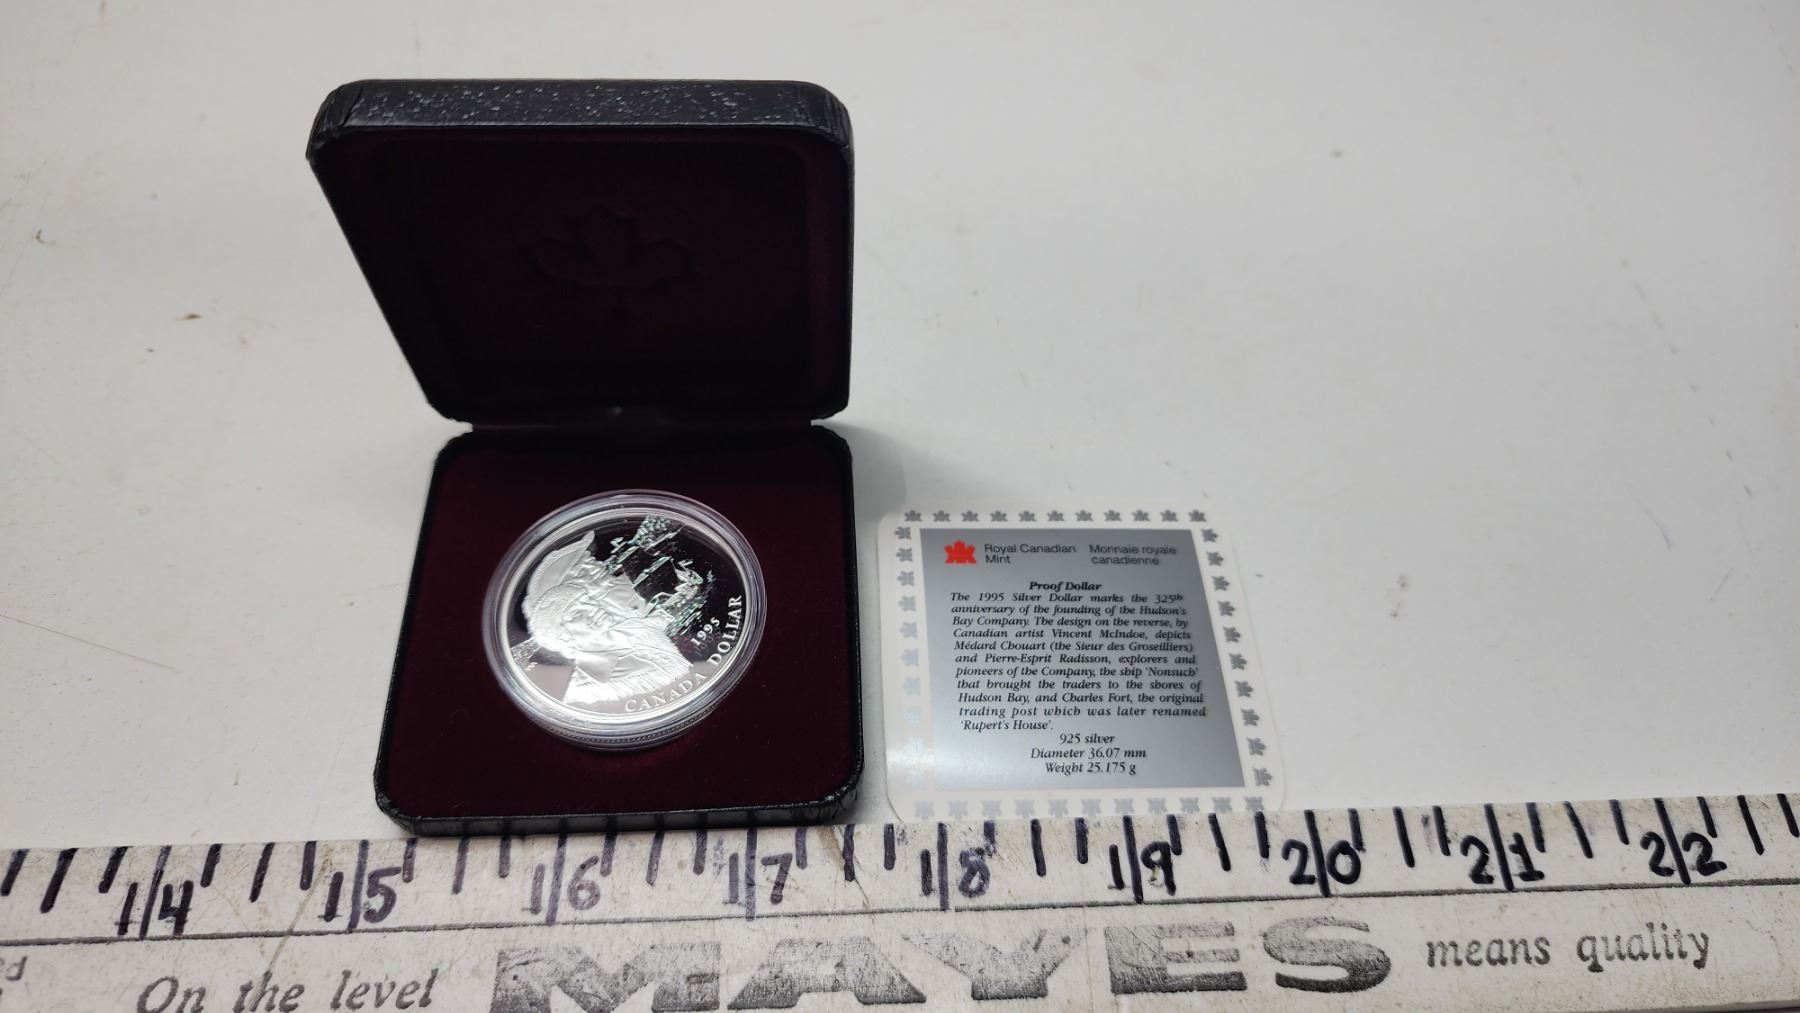 1995
CANADA DOLLAR
Royal Canadian Mint
Monnaie royale canadienne
Proof Dollar
The 1995 Silver Dollar marks the 325th
anniversary of the founding of the Hudson's
Bay Company. The design on the reverse, by
Canadian artist Vincent McIndoe, depicts
Médard Chouart (the Sieur des Groseilliers)
and Pierre-Esprit Radisson, explorers and
pioneers of the Company, the ship 'Nonsuch'
that brought the traders to the shores of
Hudson Bay, and Charles Fort, the original
trading post which was later renamed
'Rupert's House'.
925 silver
Diameter 36.07 mm
Weight 25.175 g
14 15 16 17 18 19 20 21 22
On the level MAYES means quality